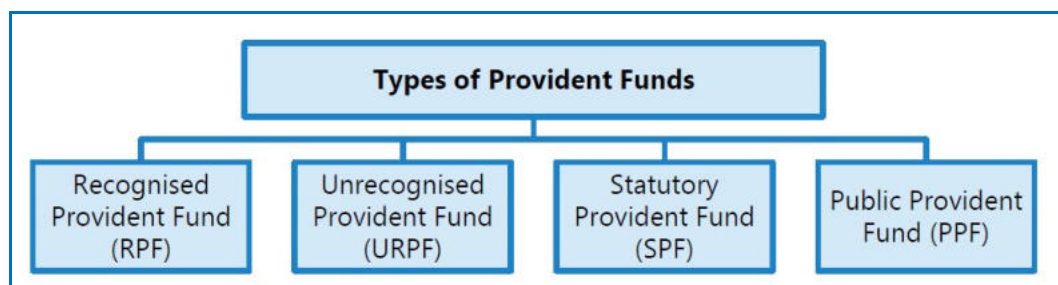 Types of Provident Funds
Recognised
Provident Fund
(RPF)
Unrecognised
Provident Fund
(URPF)
Statutory
Provident Fund
(SPF)
Public Provident
Fund (PPF)